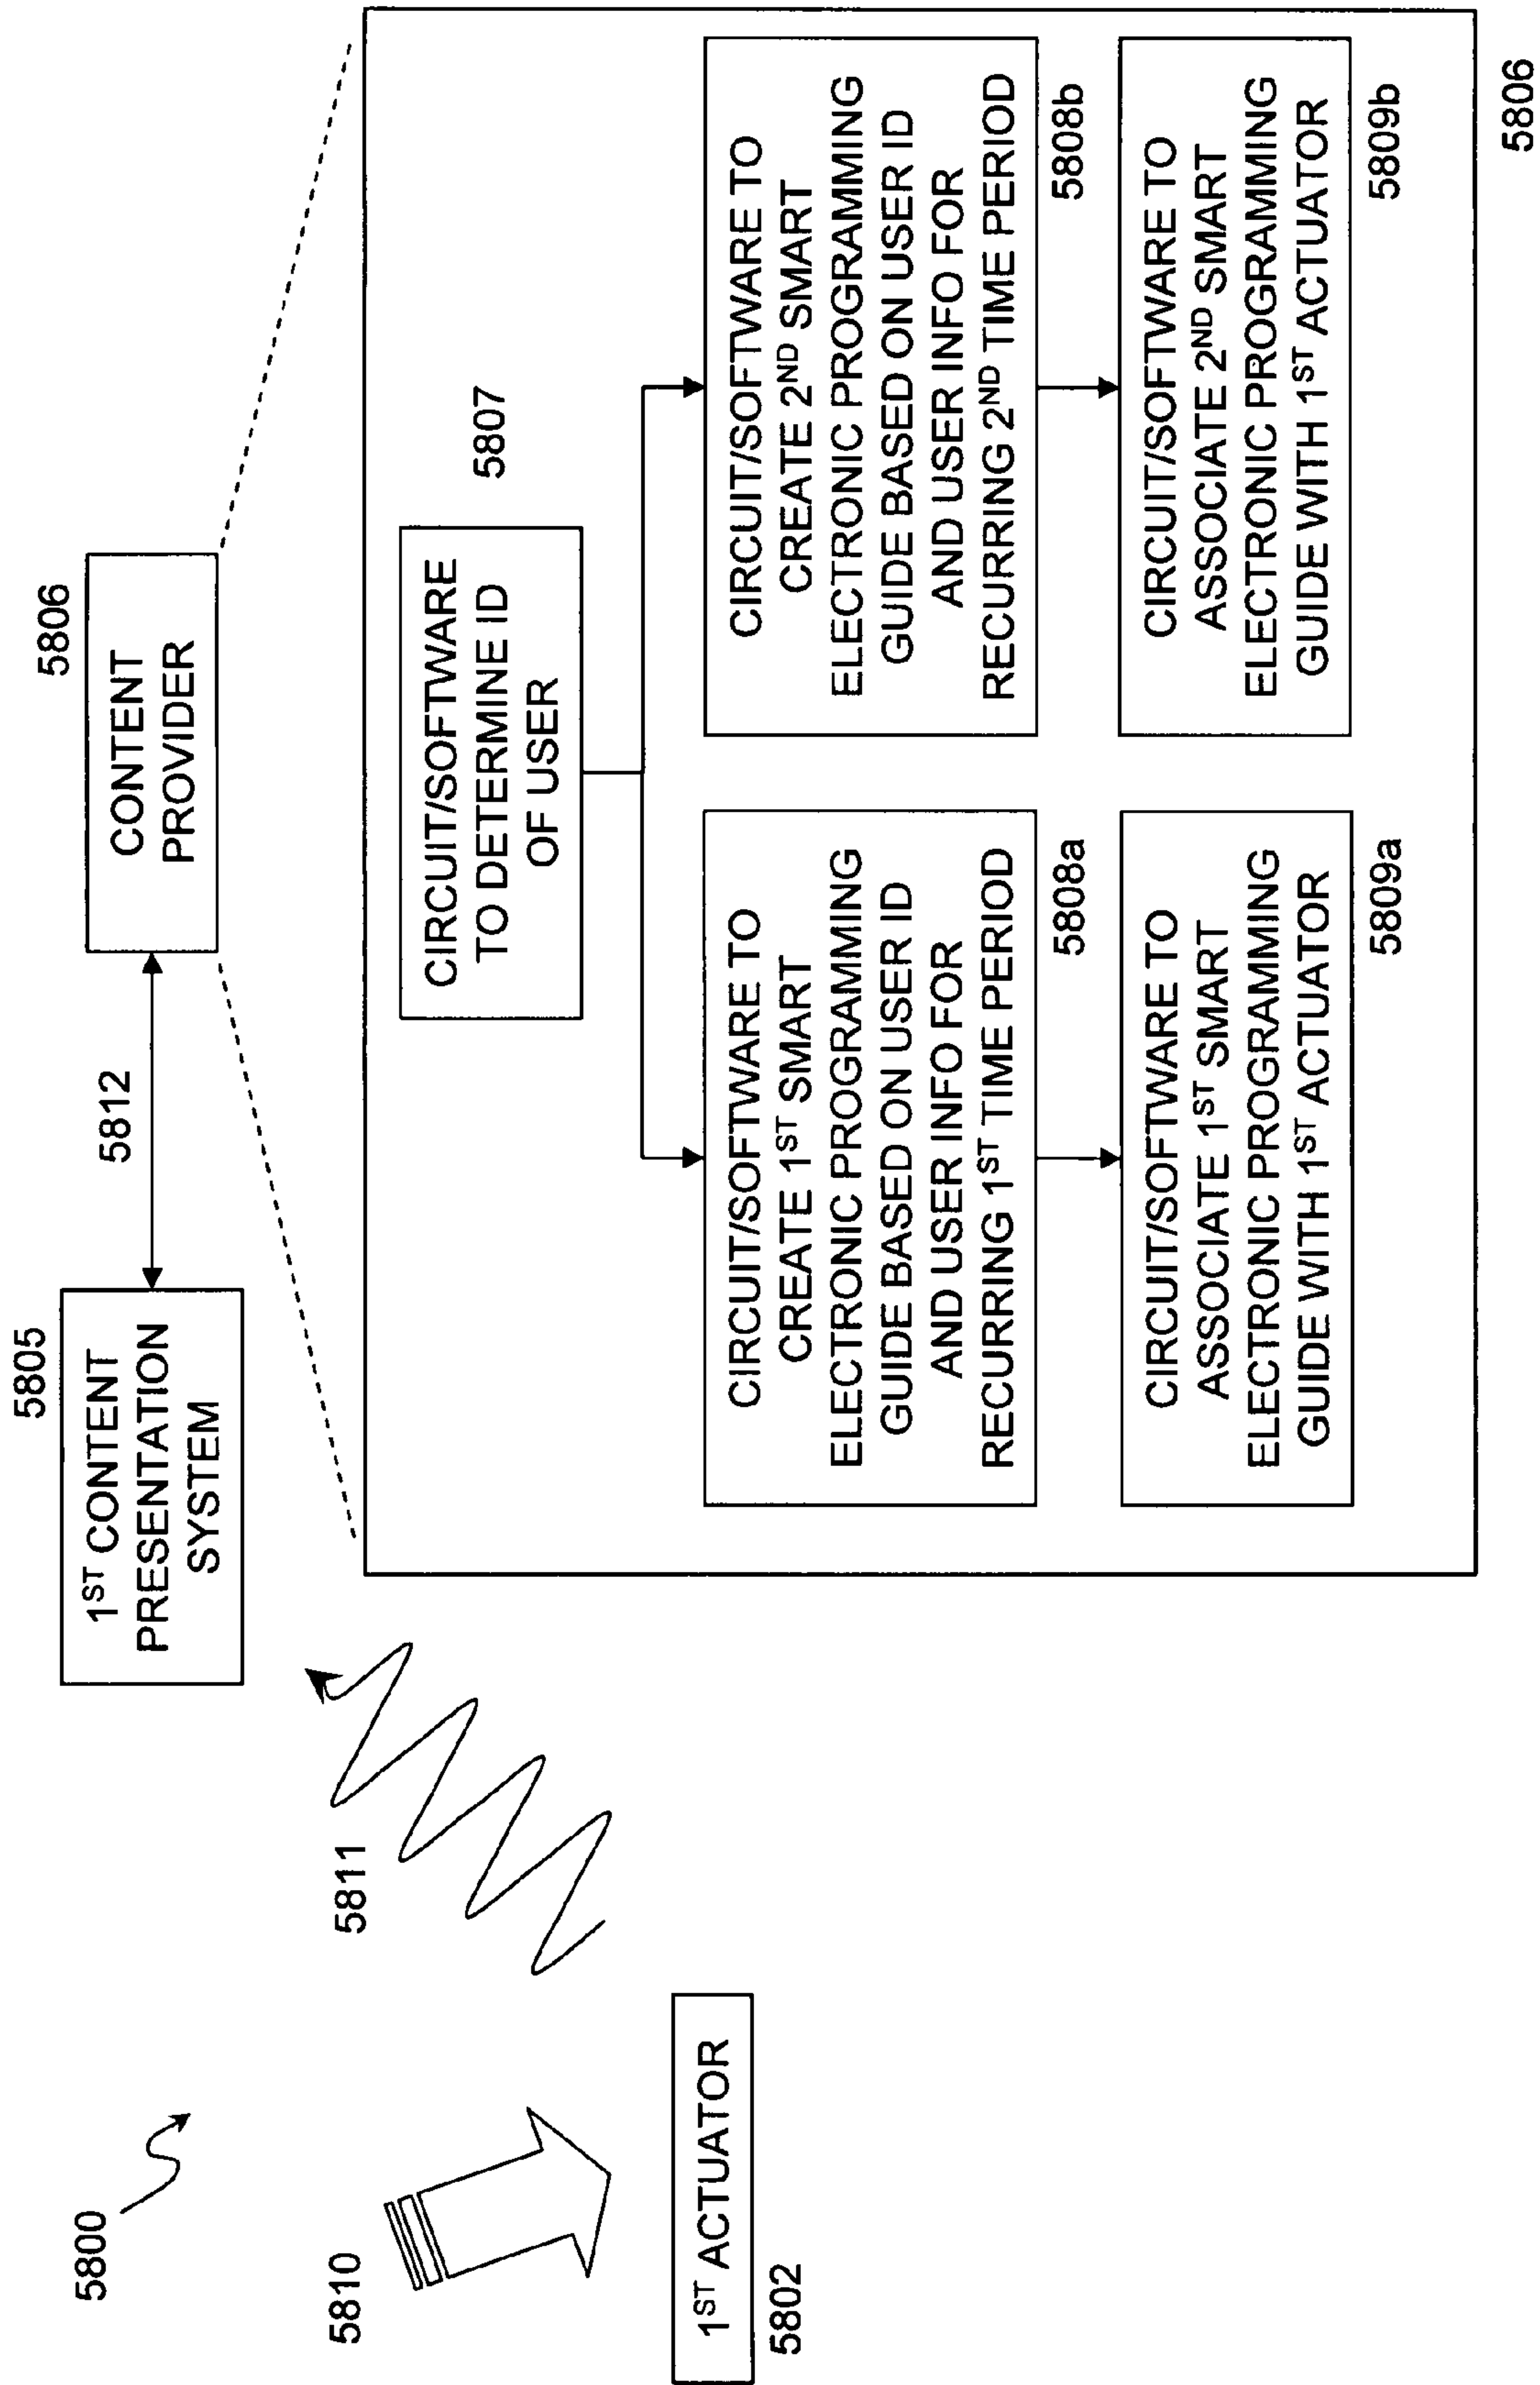 5800
5810
1ST ACTUATOR
5802
5811
5805
1ST CONTENT
PRESENTATION
SYSTEM
5812
5806
CONTENT
PROVIDER
CIRCUIT/SOFTWARE
TO DETERMINE ID
OF USER
5807
CIRCUIT/SOFTWARE TO
CREATE 1ST SMART
ELECTRONIC PROGRAMMING
GUIDE BASED ON USER ID
AND USER INFO FOR
RECURRING 1ST TIME PERIOD
5808a
CIRCUIT/SOFTWARE TO
ASSOCIATE 1ST SMART
ELECTRONIC PROGRAMMING
GUIDE WITH 1ST ACTUATOR
5809a
CIRCUIT/SOFTWARE TO
CREATE 2ND SMART
ELECTRONIC PROGRAMMING
GUIDE BASED ON USER ID
AND USER INFO FOR
RECURRING 2ND TIME PERIOD
5808b
CIRCUIT/SOFTWARE TO
ASSOCIATE 2ND SMART
ELECTRONIC PROGRAMMING
GUIDE WITH 1ST ACTUATOR
5809b
5806